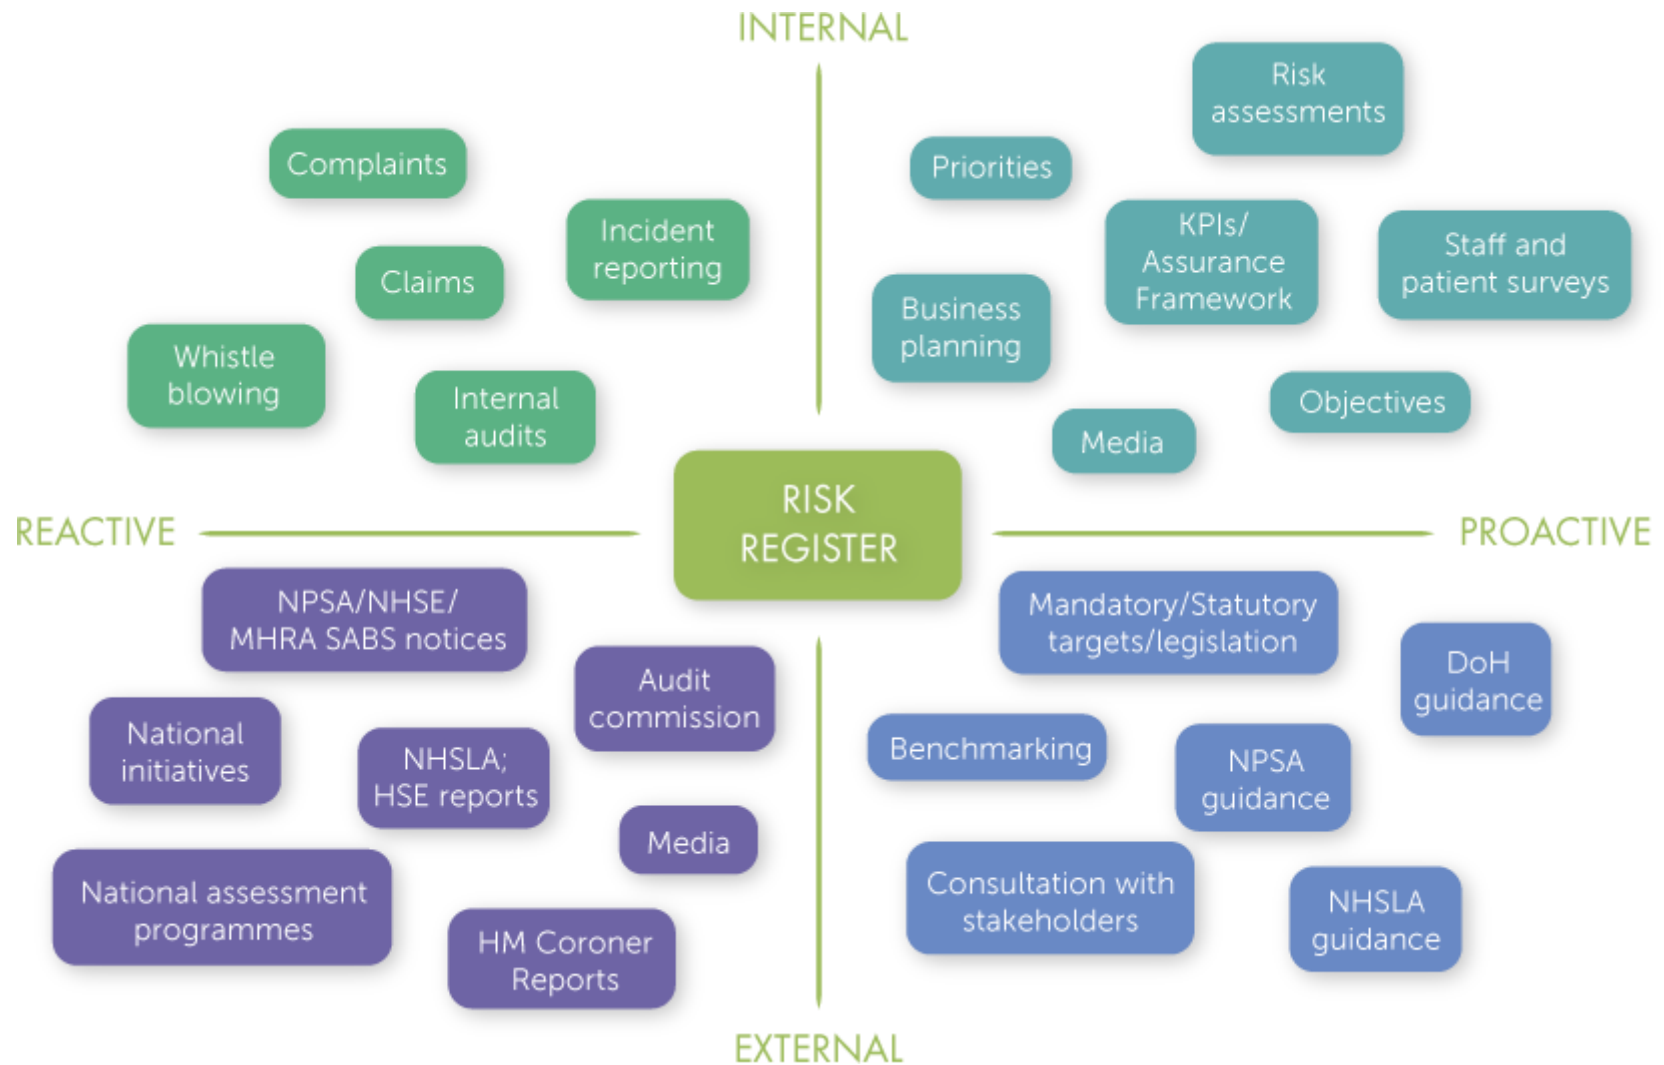 INTERNAL
Complaints
Incident
reporting
Claims
Whistle
blowing
Internal
audits
Risk
assessments
Priorities
KPIs/
Assurance
Framework
Staff and
patient surveys
Business
planning
Objectives
Media
REACTIVE
RISK
REGISTER
PROACTIVE
NPSA/NHSE/
MHRA SABS notices
Audit
commission
National
initiatives
NHSLA;
HSE reports
Media
National assessment
programmes
HM Coroner
Reports
Mandatory/Statutory
targets/legislation
DoH
guidance
Benchmarking
NPSA
guidance
Consultation with
stakeholders
NHSLA
guidance
EXTERNAL